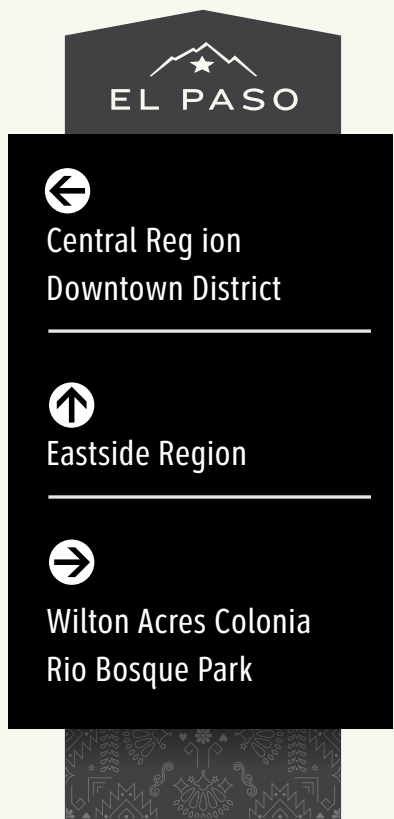 EL PASO
Central Reg ion
Downtown District
Eastside Region
Wilton Acres Colonia
Rio Bosque Park